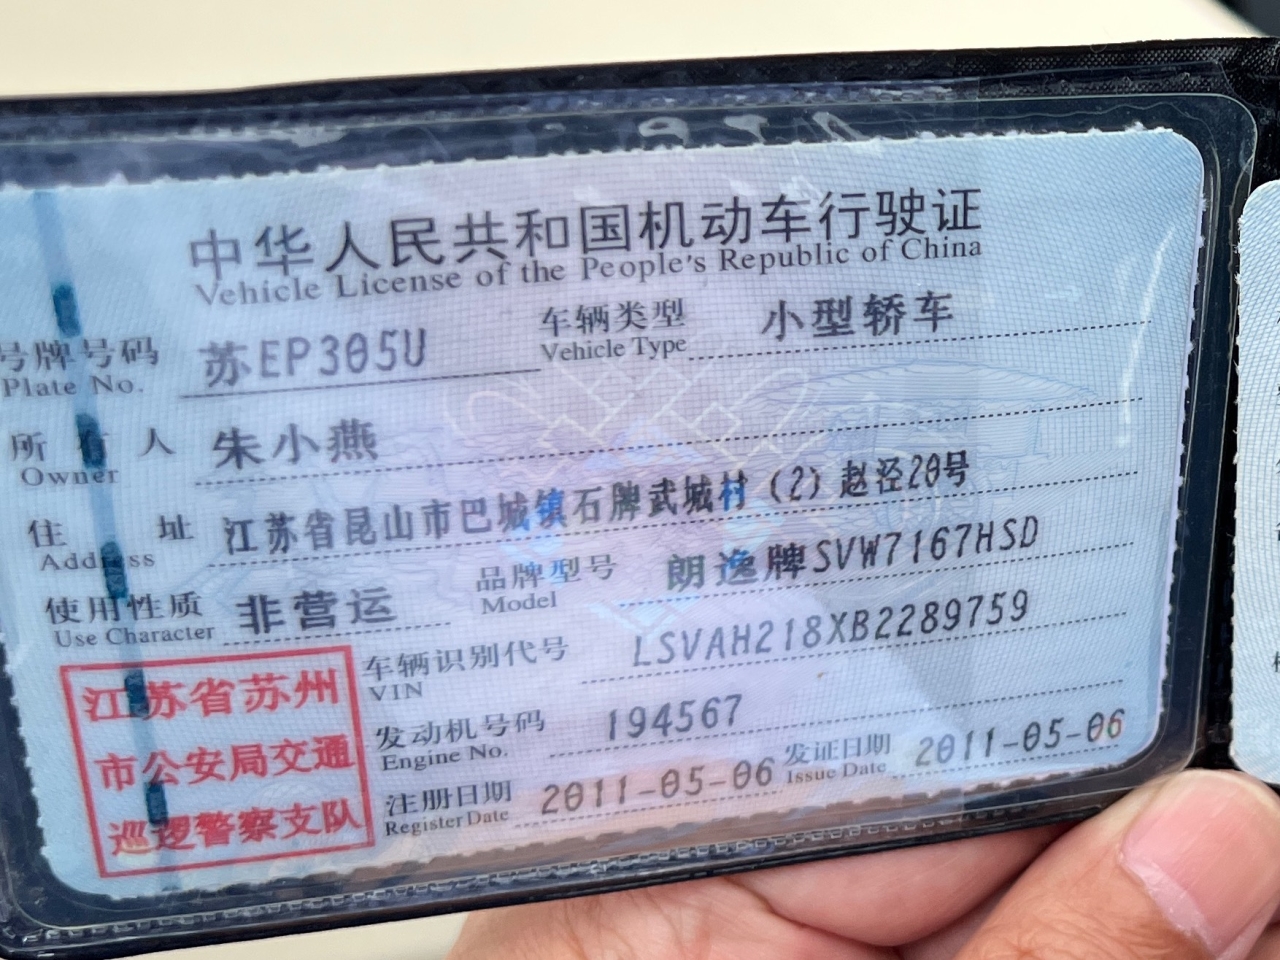 中华人民共和国机动车行驶证
Vehicle License of the People's Republic of China
号牌号码 苏EP305U 车辆类型 小型轿车
Plate No. Vehicle Type
所有人 朱小燕
Owner
住址 江苏省昆山市巴城镇石牌武城村(2)赵泾20号
Address
使用性质 非营运 品牌型号 朗逸牌SVW7167HSD
Use Character Model
车辆识别代号 LSVAH218XB2289759
VIN
发动机号码 194567
Engine No.
注册日期 2011-05-06 发证日期 2011-05-06
Register Date Issue Date
江苏省苏州
市公安局交通
巡逻警察支队